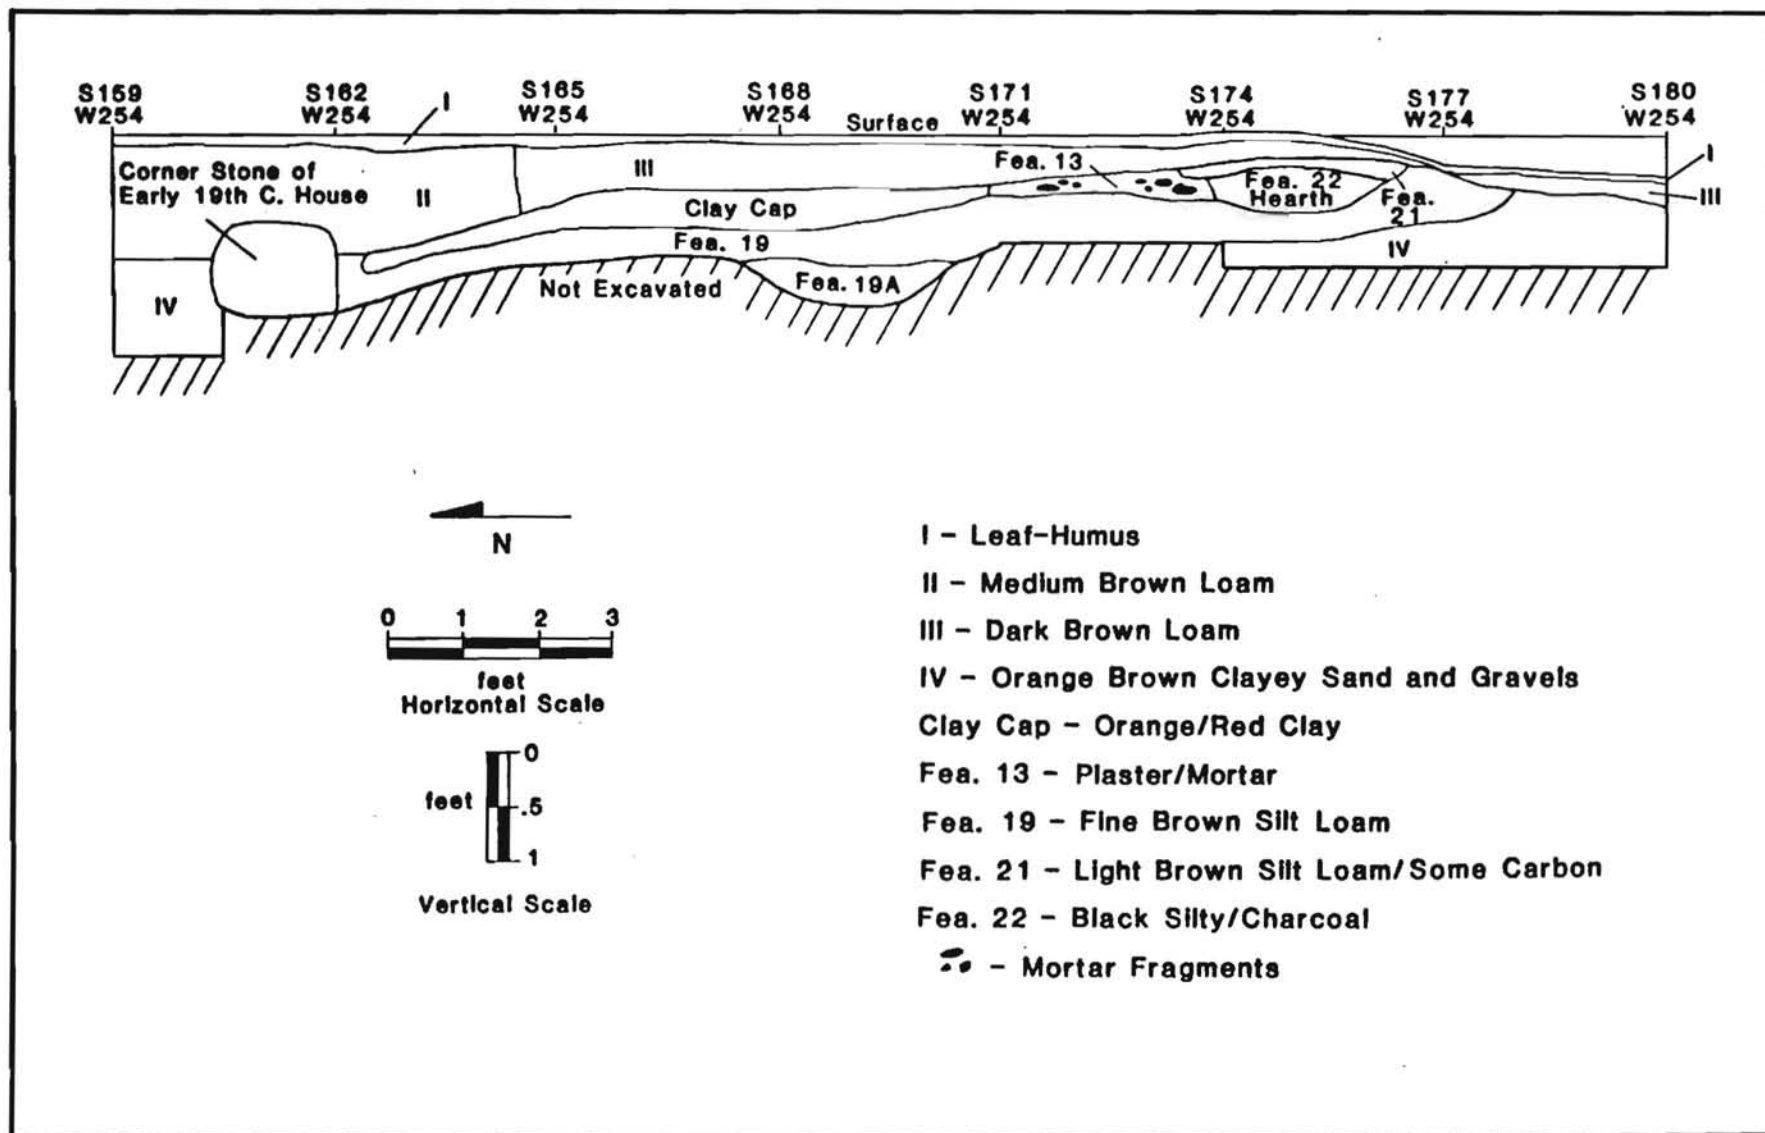 S159 S162 S165 S168 S171 S174 S177 S180
W254 W254 W254 W254 W254 W254 W254 W254
I
Surface
Corner Stone of
Early 19th C. House
II
III
Fea. 13
Fea. 22
Hearth
Fea.
21
I
III
Clay Cap
Fea. 19
IV
IV
Not Excavated
Fea. 19A
N
0 1 2 3
feet
Horizontal Scale
0
feet .5
1
Vertical Scale
I - Leaf-Humus
II - Medium Brown Loam
III - Dark Brown Loam
IV - Orange Brown Clayey Sand and Gravels
Clay Cap - Orange/Red Clay
Fea. 13 - Plaster/Mortar
Fea. 19 - Fine Brown Silt Loam
Fea. 21 - Light Brown Silt Loam/Some Carbon
Fea. 22 - Black Silty/Charcoal
- Mortar Fragments